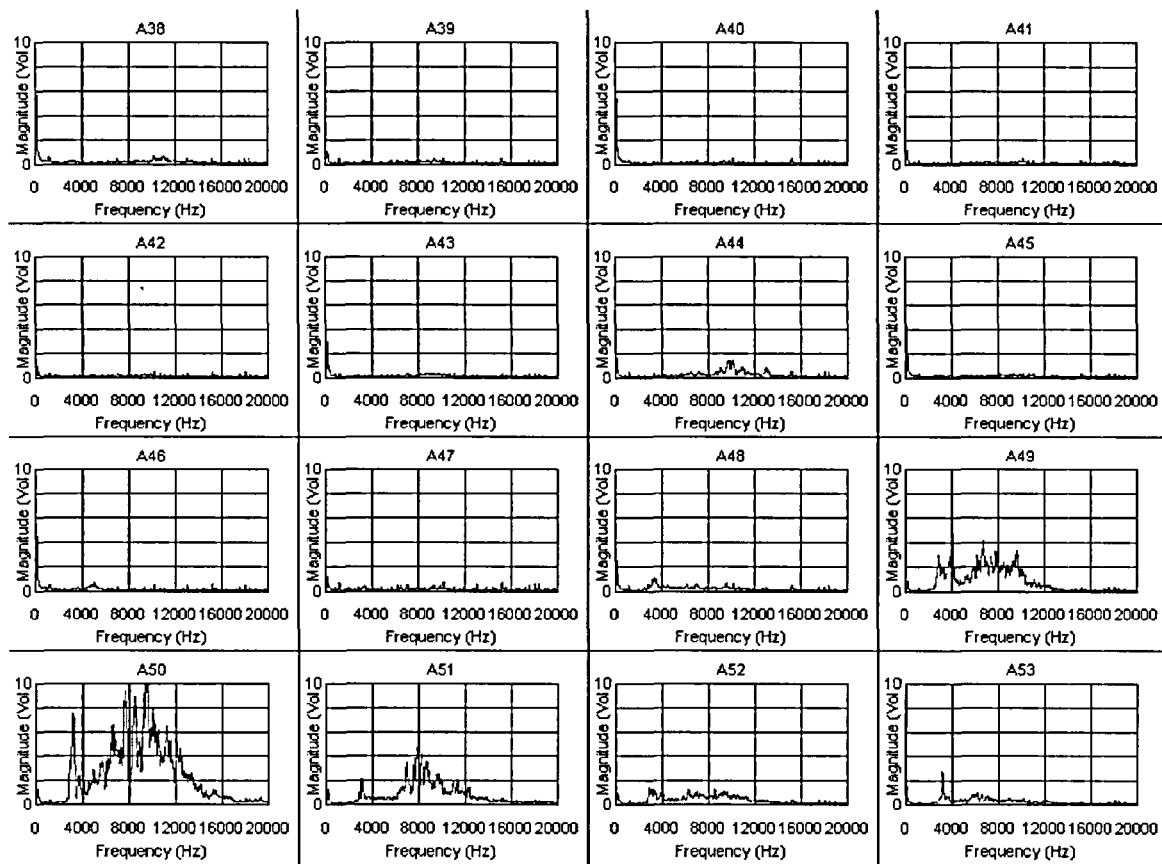 A38 A39 A40 A41
Magnitude (Vol Magnitude (Vol Magnitude (Vol Magnitude (Vol
10 10 10 10
0 0 0 0
0 4000 8000 12000 16000 20000 0 4000 8000 12000 16000 20000 0 4000 8000 12000 16000 20000 0 4000 8000 12000 16000 20000
Frequency (Hz) Frequency (Hz) Frequency (Hz) Frequency (Hz)
A42 A43 A44 A45
Magnitude (Vol Magnitude (Vol Magnitude (Vol Magnitude (Vol
10 10 10 10
0 0 0 0
0 4000 8000 12000 16000 20000 0 4000 8000 12000 16000 20000 0 4000 8000 12000 16000 20000 0 4000 8000 12000 16000 20000
Frequency (Hz) Frequency (Hz) Frequency (Hz) Frequency (Hz)
A46 A47 A48 A49
Magnitude (Vol Magnitude (Vol Magnitude (Vol Magnitude (Vol
10 10 10 10
0 0 0 0
0 4000 8000 12000 16000 20000 0 4000 8000 12000 16000 20000 0 4000 8000 12000 16000 20000 0 4000 8000 12000 16000 20000
Frequency (Hz) Frequency (Hz) Frequency (Hz) Frequency (Hz)
A50 A51 A52 A53
Magnitude (Vol Magnitude (Vol Magnitude (Vol Magnitude (Vol
10 10 10 10
0 0 0 0
0 4000 8000 12000 16000 20000 0 4000 8000 12000 16000 20000 0 4000 8000 12000 16000 20000 0 4000 8000 12000 16000 20000
Frequency (Hz) Frequency (Hz) Frequency (Hz) Frequency (Hz)